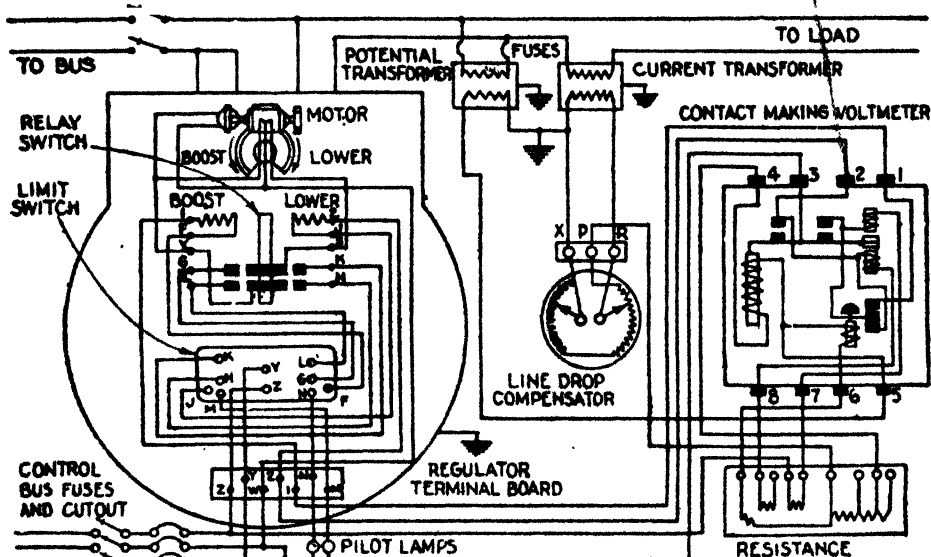 TO BUS
POTENTIAL
TRANSFORMER
FUSES
TO LOAD
CURRENT TRANSFORMER
CONTACT MAKING VOLTMETER
MOTOR
RELAY
SWITCH
BOOST
LOWER
LIMIT
SWITCH
BOOST
LOWER
4 3 2 1
X P R
K
M
K
Y
L
H
G
Z
N
J
M
F
LINE DROP
COMPENSATOR
8 7 6 5
CONTROL
BUS FUSES
AND CUTOUT
REGULATOR
TERMINAL BOARD
Z
W
1
PILOT LAMPS
RESISTANCE